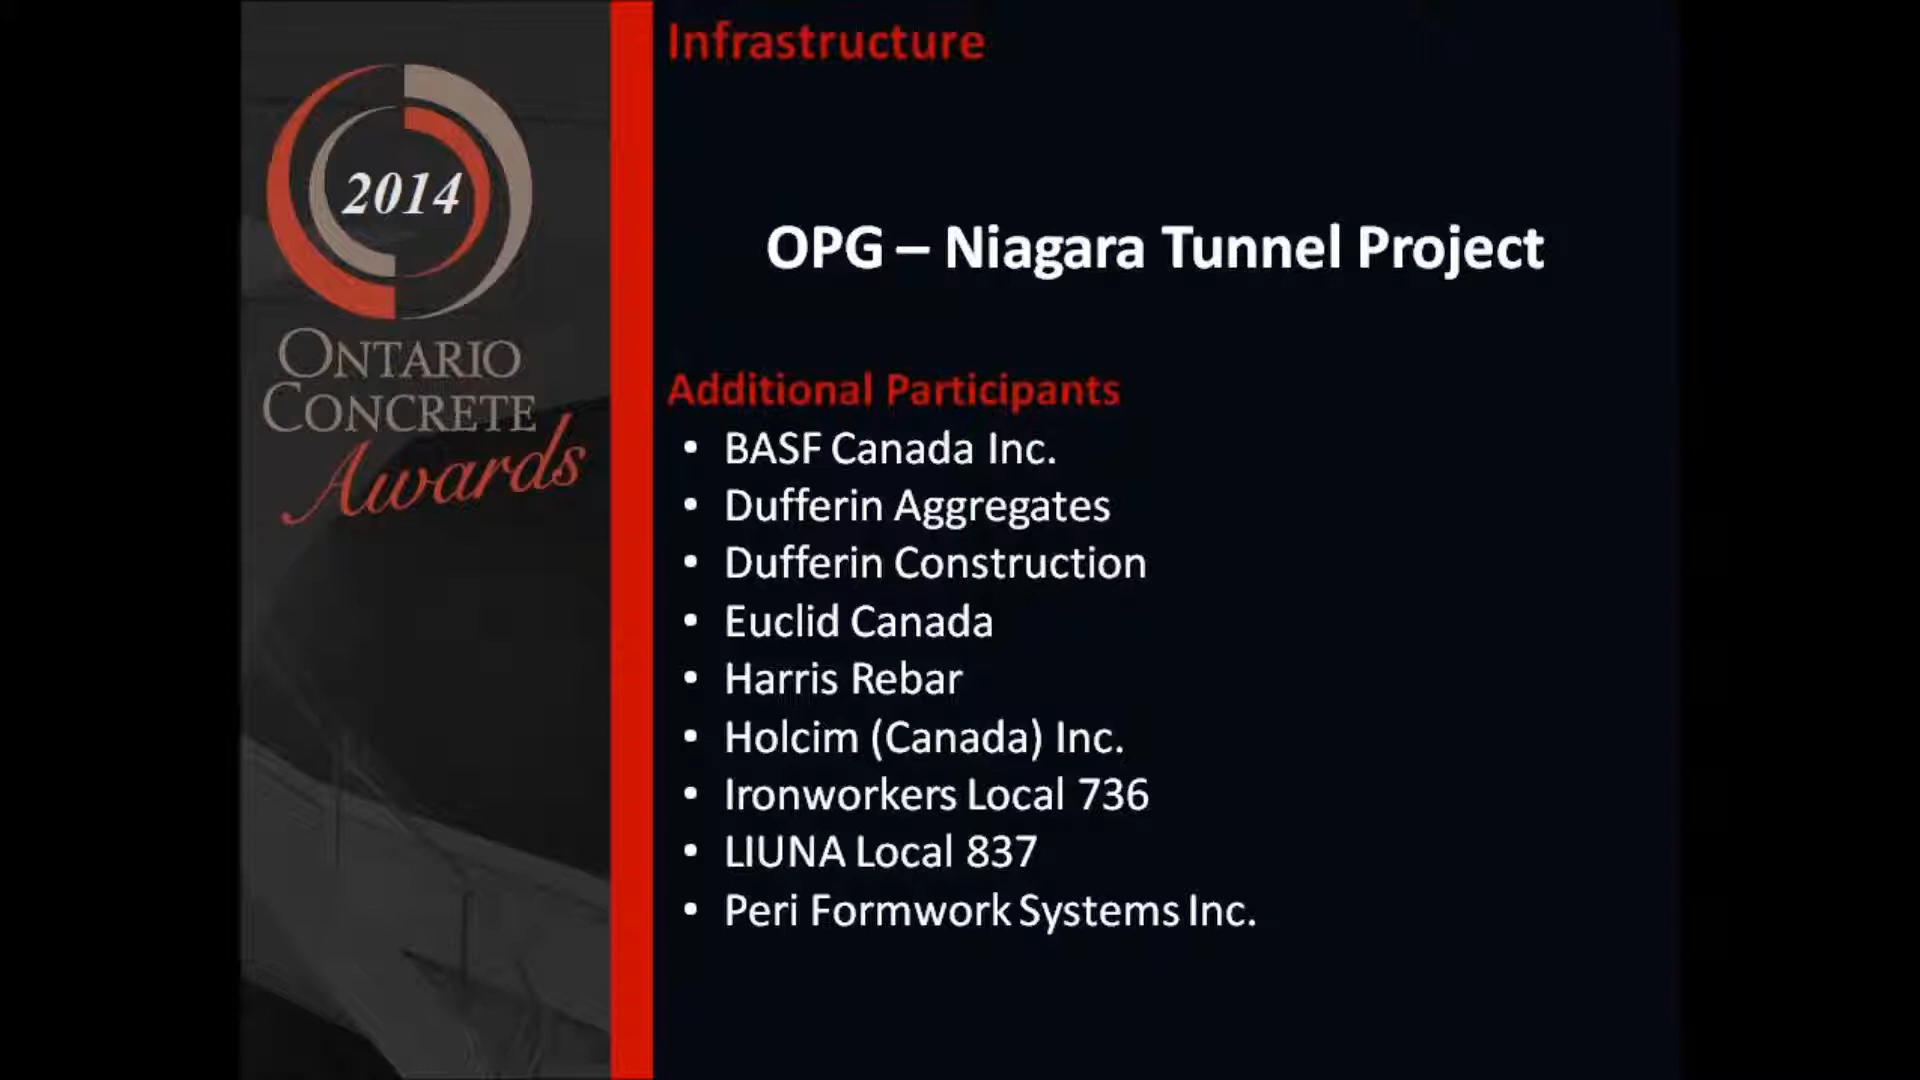 2014
ONTARIO
CONCRETE
Awards
Infrastructure
OPG – Niagara Tunnel Project
Additional Participants
• BASF Canada Inc.
• Dufferin Aggregates
• Dufferin Construction
• Euclid Canada
• Harris Rebar
• Holcim (Canada) Inc.
• Ironworkers Local 736
• LIUNA Local 837
• Peri Formwork Systems Inc.